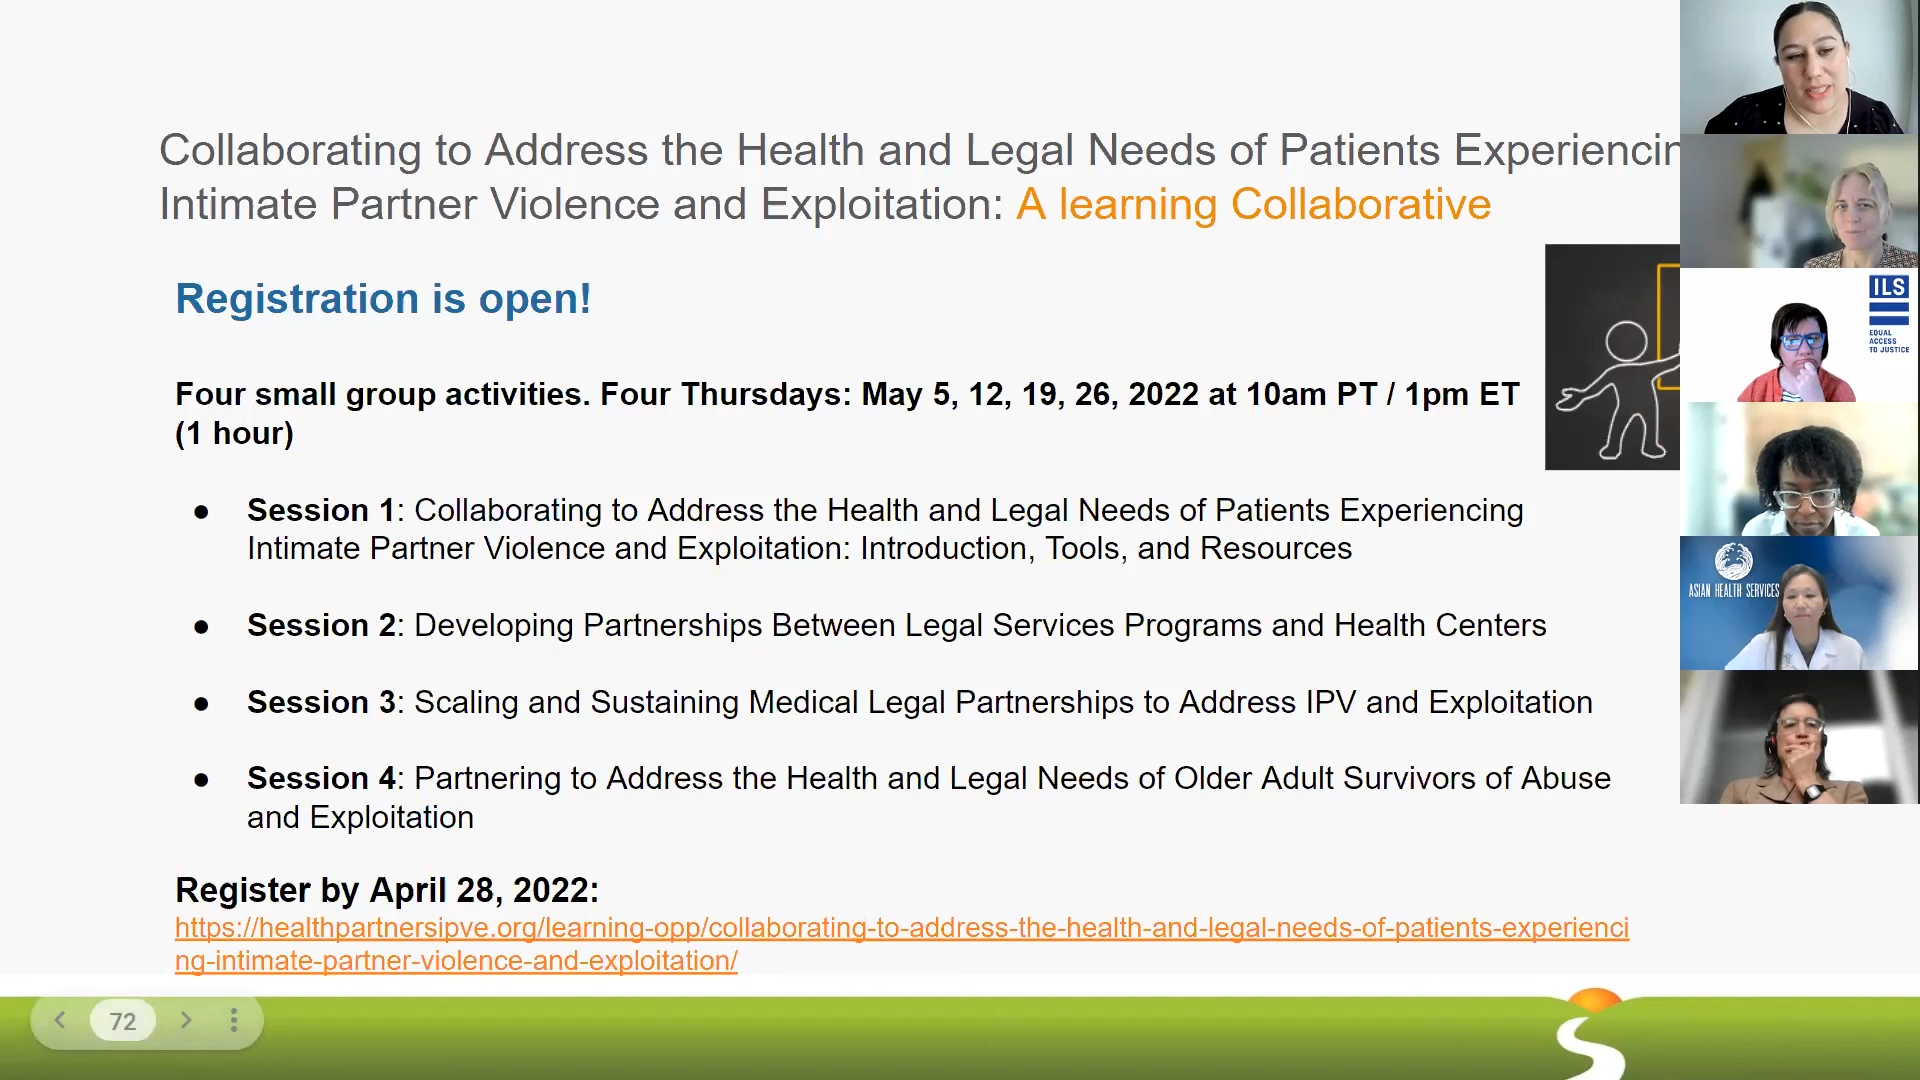 Collaborating to Address the Health and Legal Needs of Patients Experiencin
Intimate Partner Violence and Exploitation: A learning Collaborative
Registration is open!
Four small group activities. Four Thursdays: May 5, 12, 19, 26, 2022 at 10am PT / 1pm ET
(1 hour)
● Session 1: Collaborating to Address the Health and Legal Needs of Patients Experiencing
Intimate Partner Violence and Exploitation: Introduction, Tools, and Resources
● Session 2: Developing Partnerships Between Legal Services Programs and Health Centers
● Session 3: Scaling and Sustaining Medical Legal Partnerships to Address IPV and Exploitation
● Session 4: Partnering to Address the Health and Legal Needs of Older Adult Survivors of Abuse
and Exploitation
Register by April 28, 2022:
https://healthpartnersipve.org/learning-opp/collaborating-to-address-the-health-and-legal-needs-of-patients-experienci
ng-intimate-partner-violence-and-exploitation/
72
ILS
EQUAL
ACCESS
TO JUSTICE
ASIAN HEALTH SERVICES